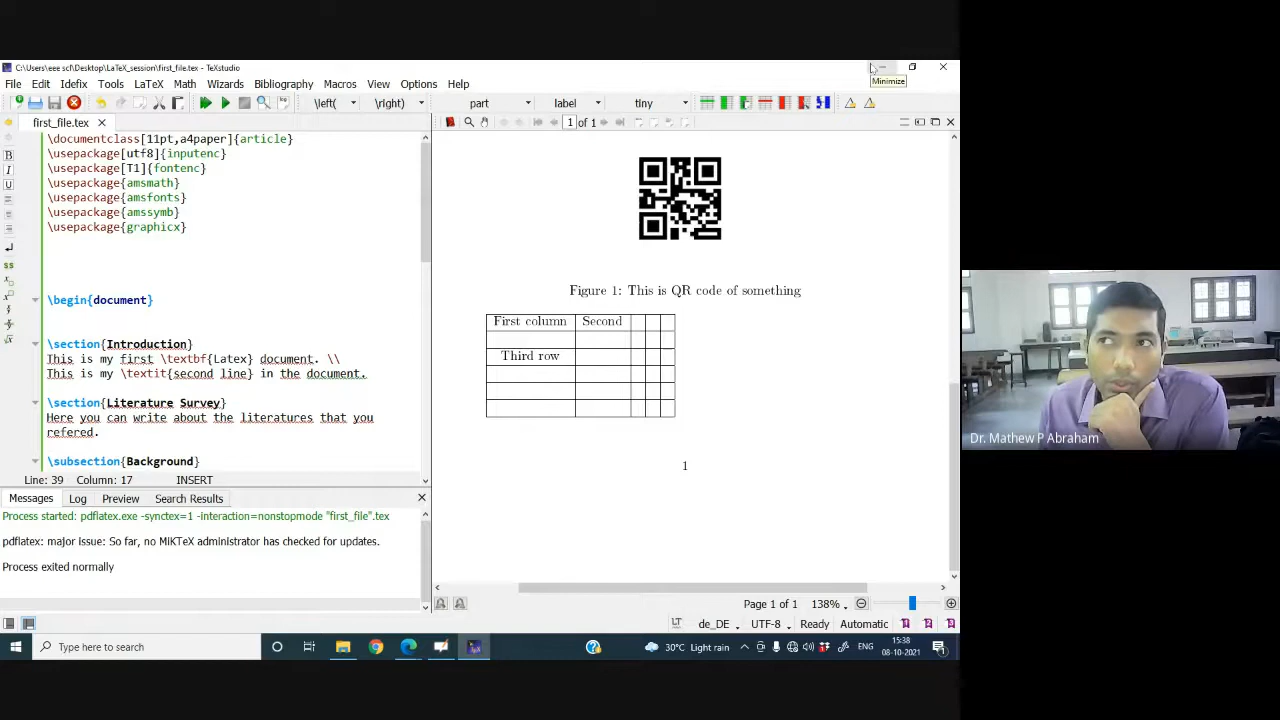 C:\Users\eee scl\Desktop\LaTeX_session\first_file.tex - TeXstudio
Minimize
File Edit Idefix Tools LaTeX Math Wizards Bibliography Macros View Options Help
\left( \right) part label tiny
first_file.tex
1 of 1
\documentclass[11pt,a4paper]{article}
\usepackage[utf8]{inputenc}
\usepackage[T1]{fontenc}
\usepackage{amsmath}
\usepackage{amsfonts}
\usepackage{amssymb}
\usepackage{graphicx}
\begin{document}
\section{Introduction}
This is my first \textbf{Latex} document. \\
This is my \textit{second line} in the document.
\section{Literature Survey}
Here you can write about the literatures that you
refered.
\subsection{Background}
Line: 39 Column: 17 INSERT
Messages Log Preview Search Results
Process started: pdflatex.exe -synctex=1 -interaction=nonstopmode "first_file".tex
pdflatex: major issue: So far, no MiKTeX administrator has checked for updates.
Process exited normally
Figure 1: This is QR code of something
First column Second
Third row
1
Page 1 of 1 138%
de_DE UTF-8 Ready Automatic
Type here to search
30°C Light rain
ENG
15:38
08-10-2021
Dr. Mathew P Abraham